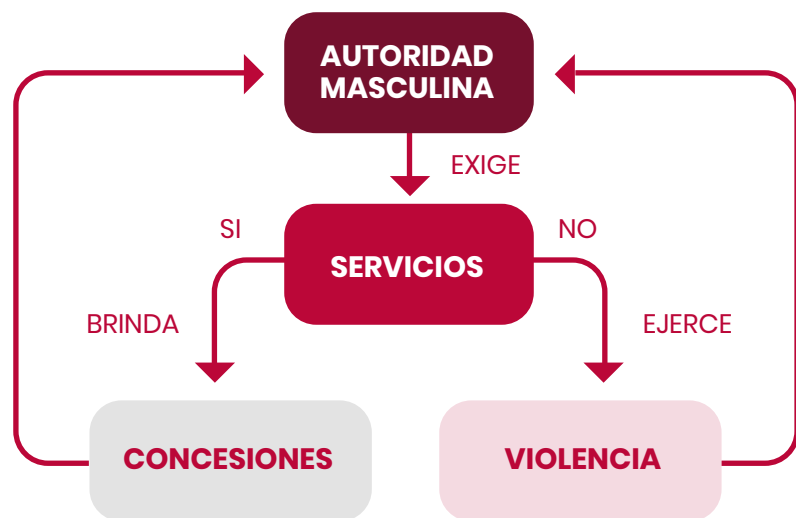 AUTORIDAD
MASCULINA
EXIGE
SI
NO
SERVICIOS
BRINDA
EJERCE
CONCESIONES
VIOLENCIA